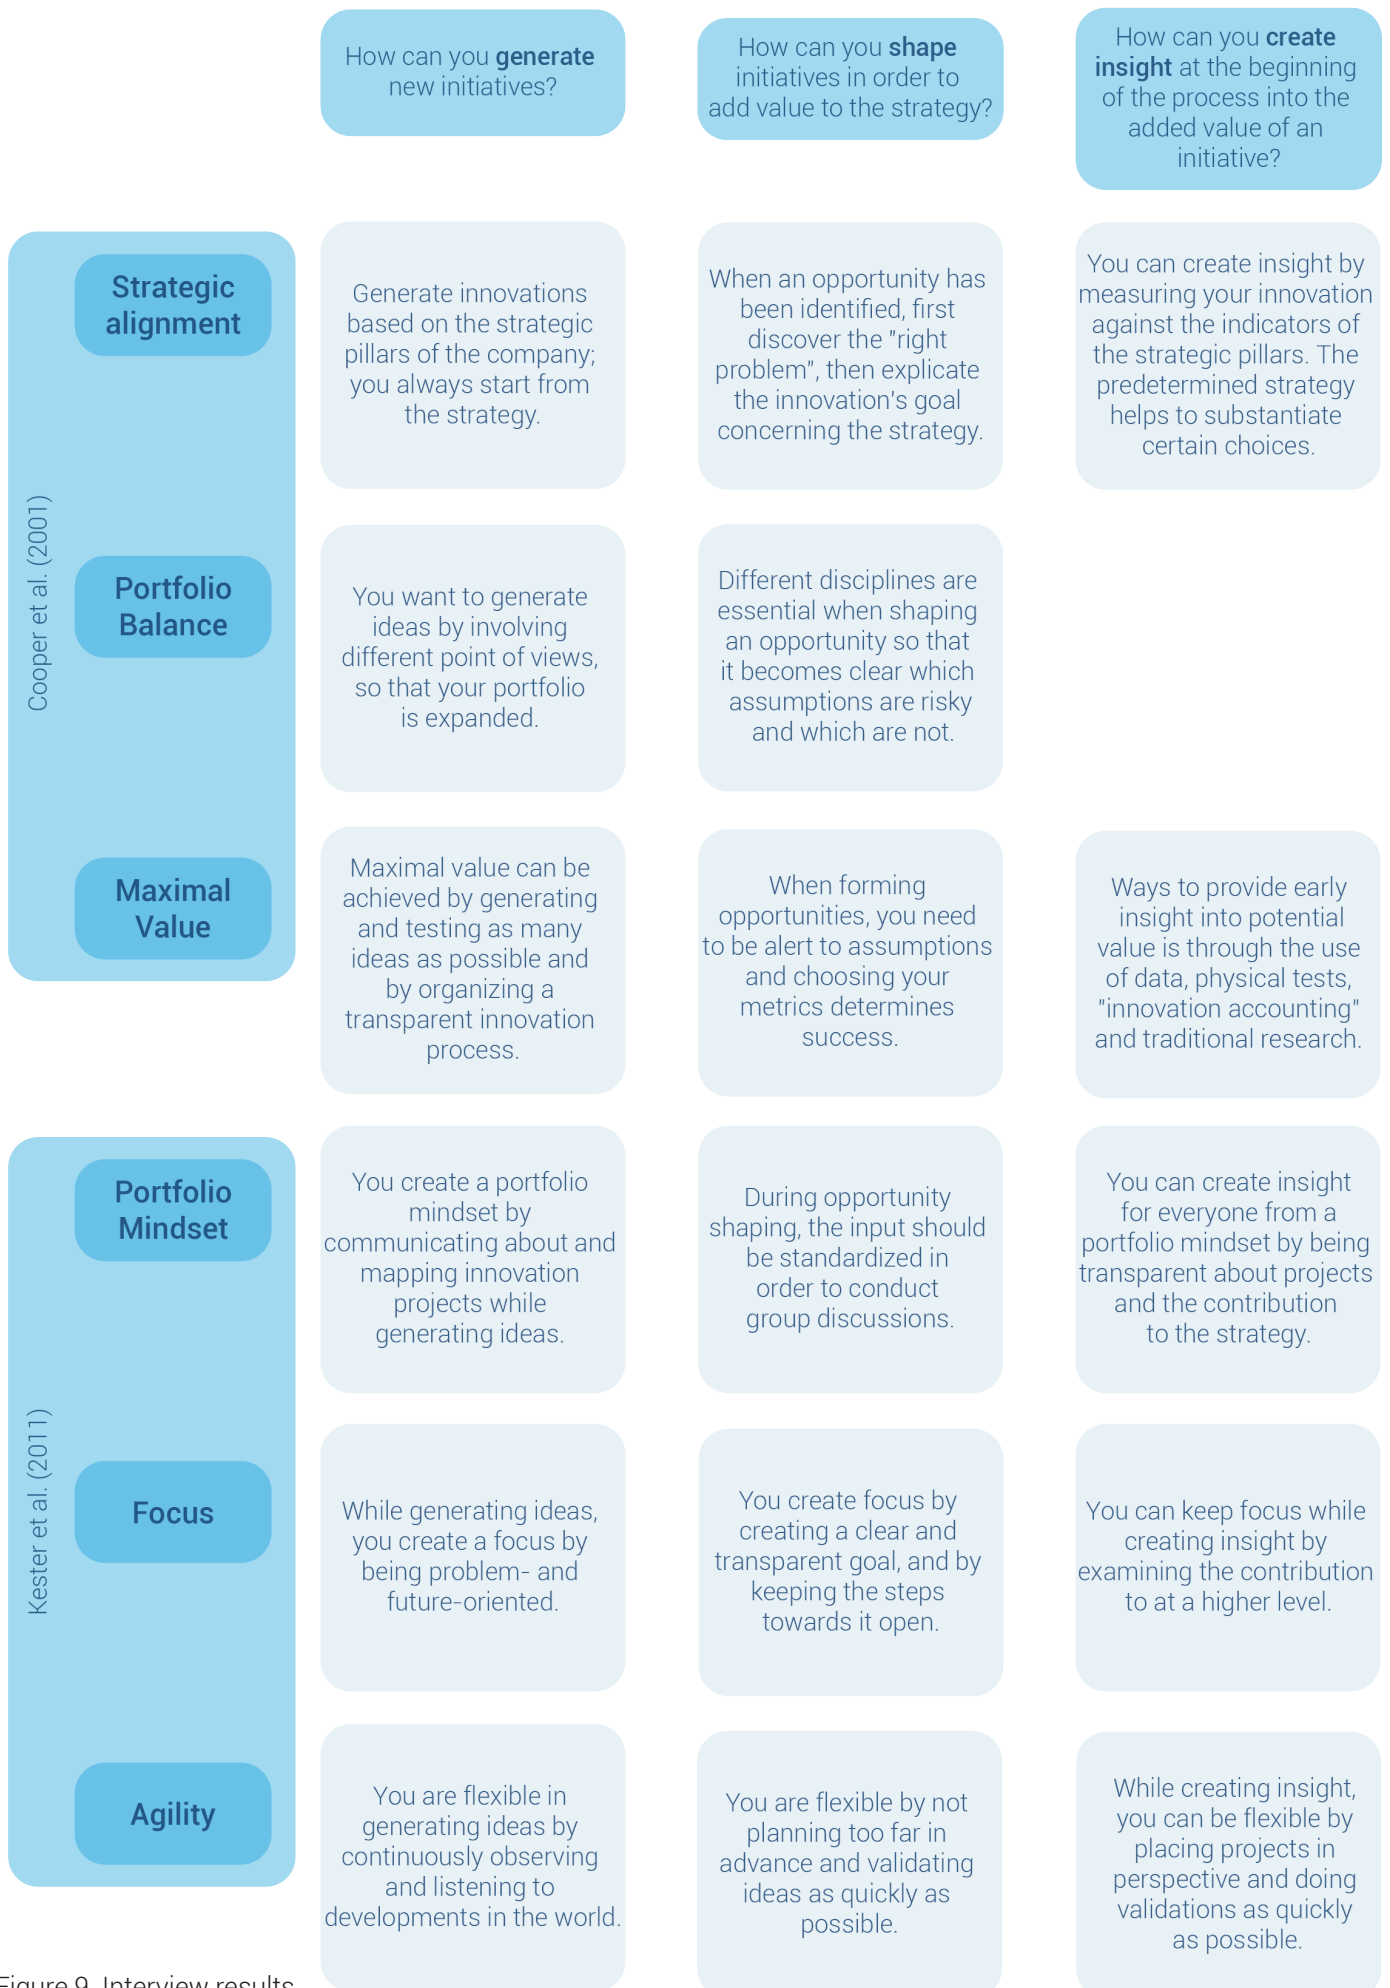 How can you generate
new initiatives?
How can you shape
initiatives in order to
add value to the strategy?
How can you create
insight at the beginning
of the process into the
added value of an
initiative?
Cooper et al. (2001)
Strategic
alignment
Generate innovations
based on the strategic
pillars of the company;
you always start from
the strategy.
When an opportunity has
been identified, first
discover the "right
problem", then explicate
the innovation's goal
concerning the strategy.
You can create insight by
measuring your innovation
against the indicators of
the strategic pillars. The
predetermined strategy
helps to substantiate
certain choices.
Portfolio
Balance
You want to generate
ideas by involving
different point of views,
so that your portfolio
is expanded.
Different disciplines are
essential when shaping
an opportunity so that
it becomes clear which
assumptions are risky
and which are not.
Maximal
Value
Maximal value can be
achieved by generating
and testing as many
ideas as possible and
by organizing a
transparent innovation
process.
When forming
opportunities, you need
to be alert to assumptions
and choosing your
metrics determines
success.
Ways to provide early
insight into potential
value is through the use
of data, physical tests,
"innovation accounting"
and traditional research.
Kester et al. (2011)
Portfolio
Mindset
You create a portfolio
mindset by
communicating about and
mapping innovation
projects while
generating ideas.
During opportunity
shaping, the input should
be standardized in
order to conduct
group discussions.
You can create insight
for everyone from a
portfolio mindset by being
transparent about projects
and the contribution
to the strategy.
Focus
While generating ideas,
you create a focus by
being problem- and
future-oriented.
You create focus by
creating a clear and
transparent goal, and by
keeping the steps
towards it open.
You can keep focus while
creating insight by
examining the contribution
to at a higher level.
Agility
You are flexible in
generating ideas by
continuously observing
and listening to
developments in the world.
You are flexible by not
planning too far in
advance and validating
ideas as quickly as
possible.
While creating insight,
you can be flexible by
placing projects in
perspective and doing
validations as quickly
as possible.
Figure 9. Interview results